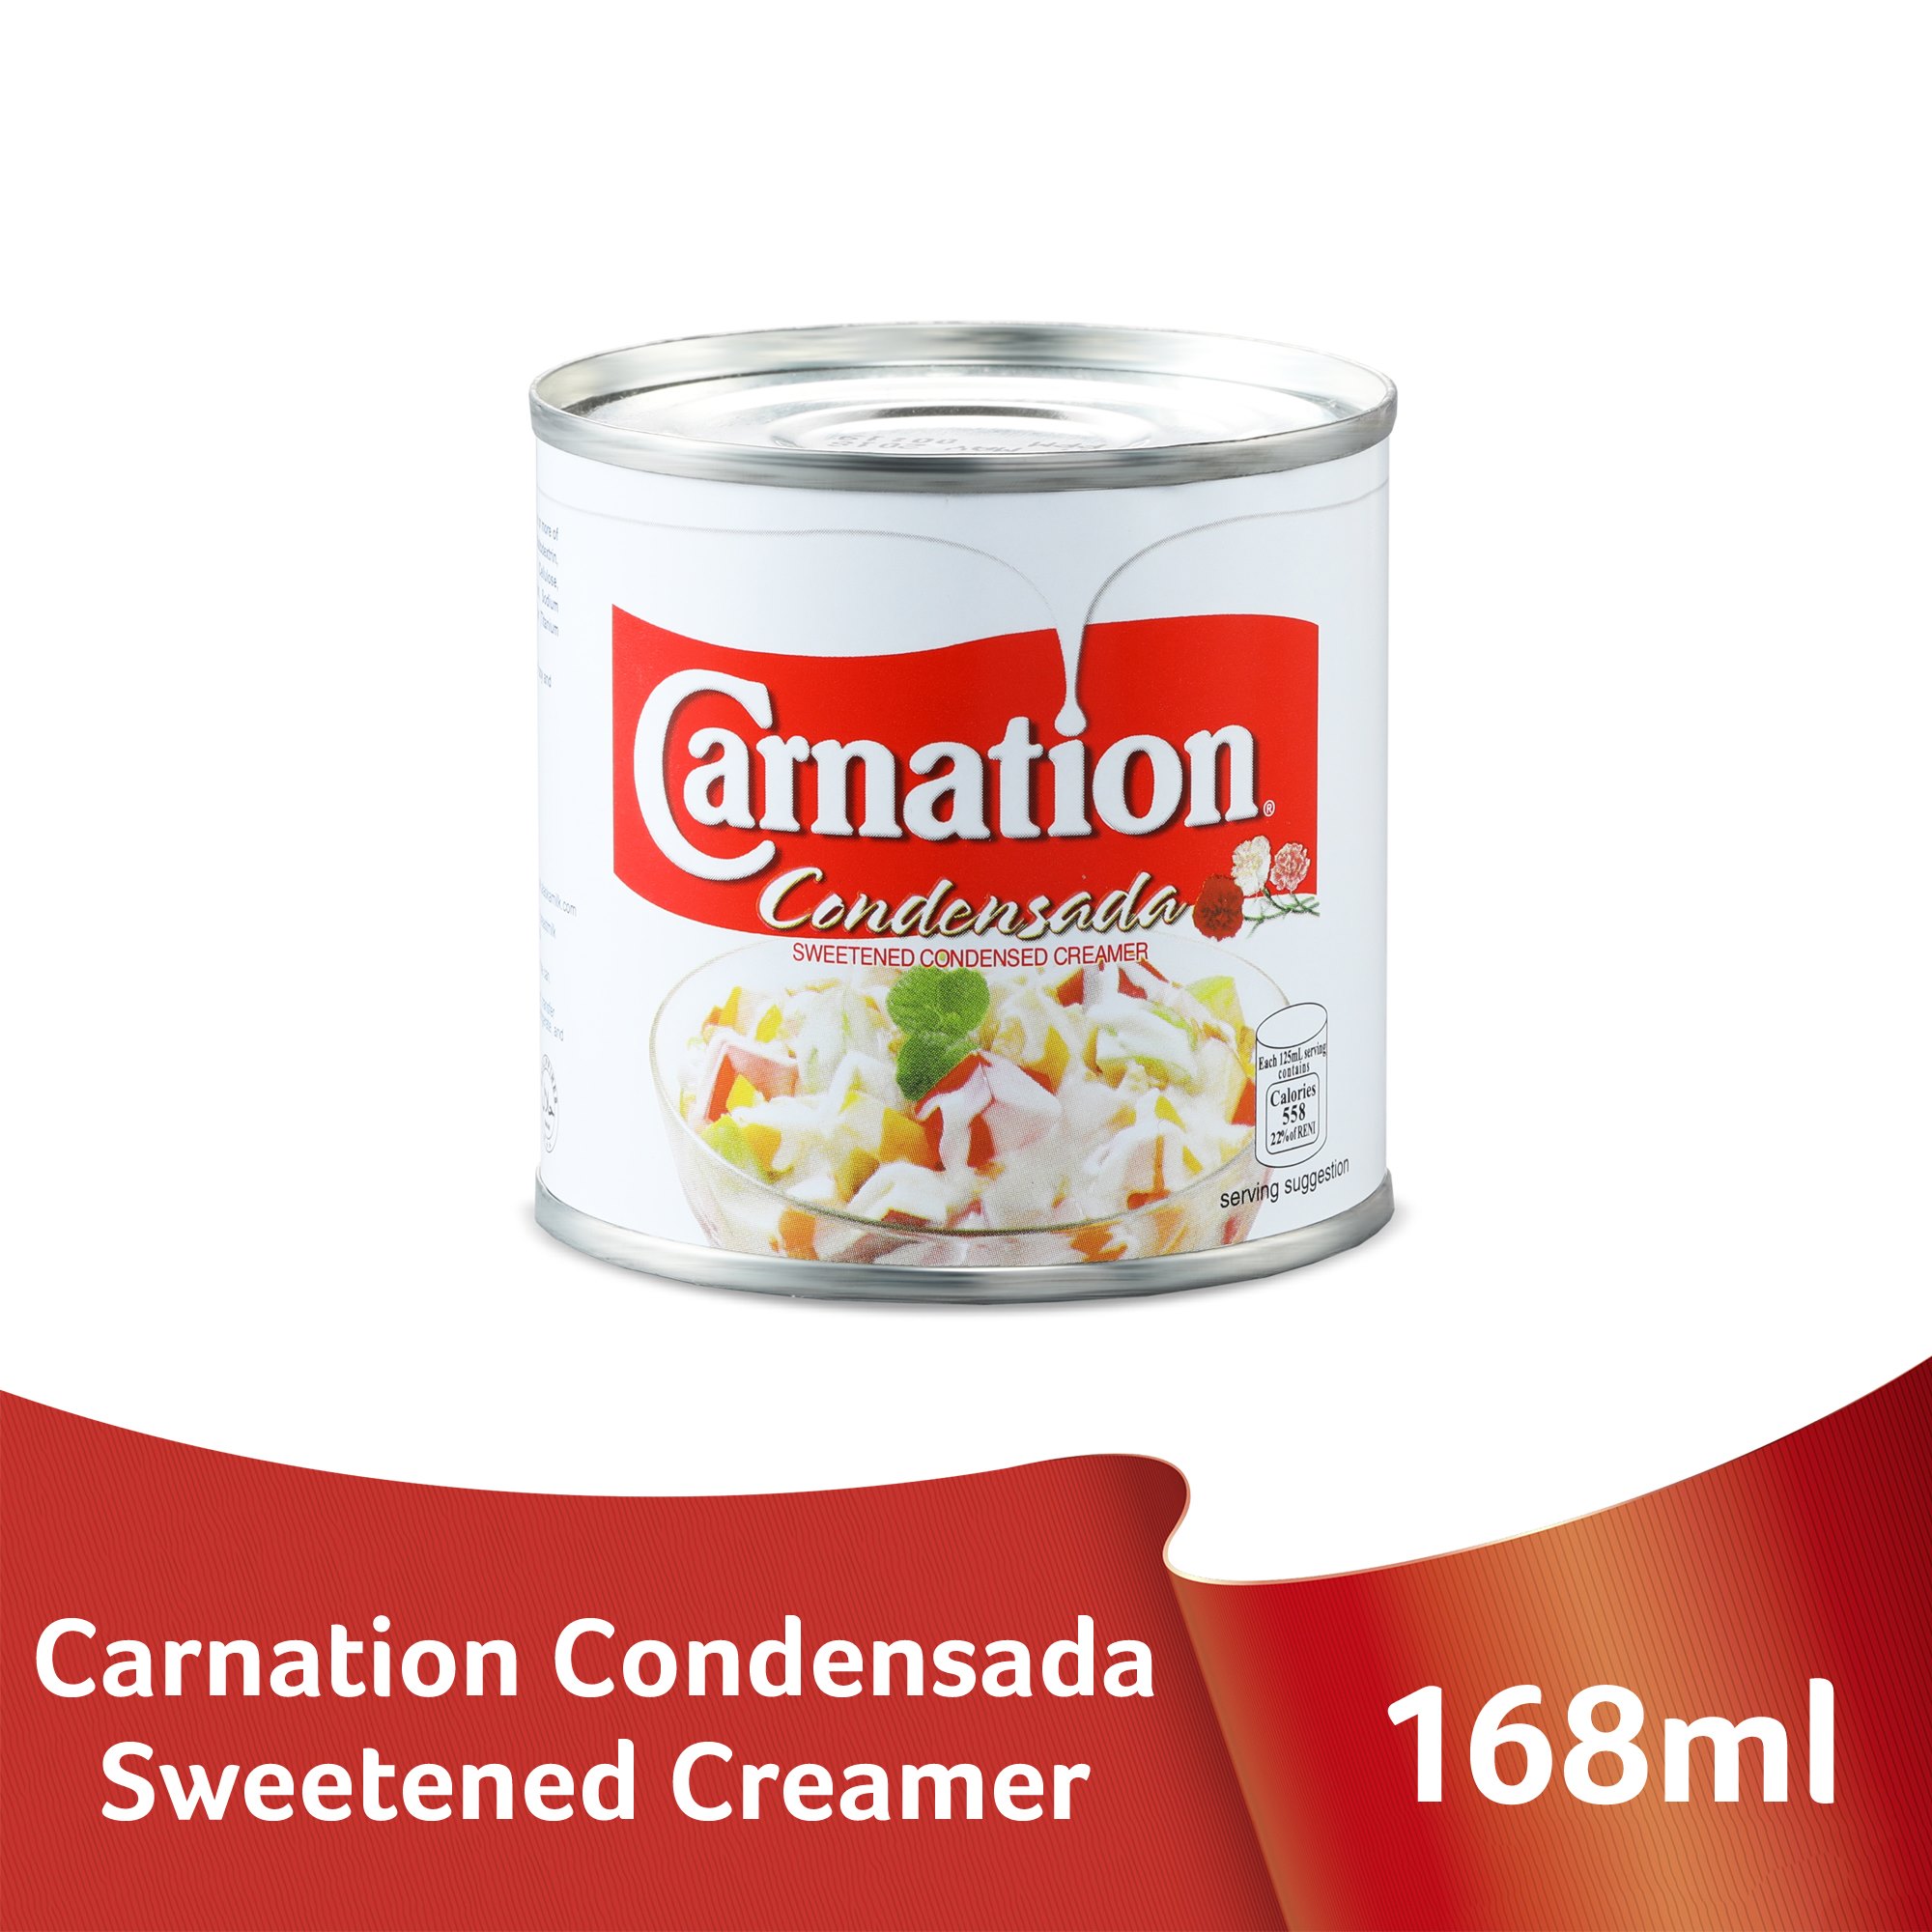 Carnation®
Condensada
SWEETENED CONDENSED CREAMER
Each 125mL serving
contains
Calories
558
22% of RENI
serving suggestion
Carnation Condensada
Sweetened Creamer
168ml